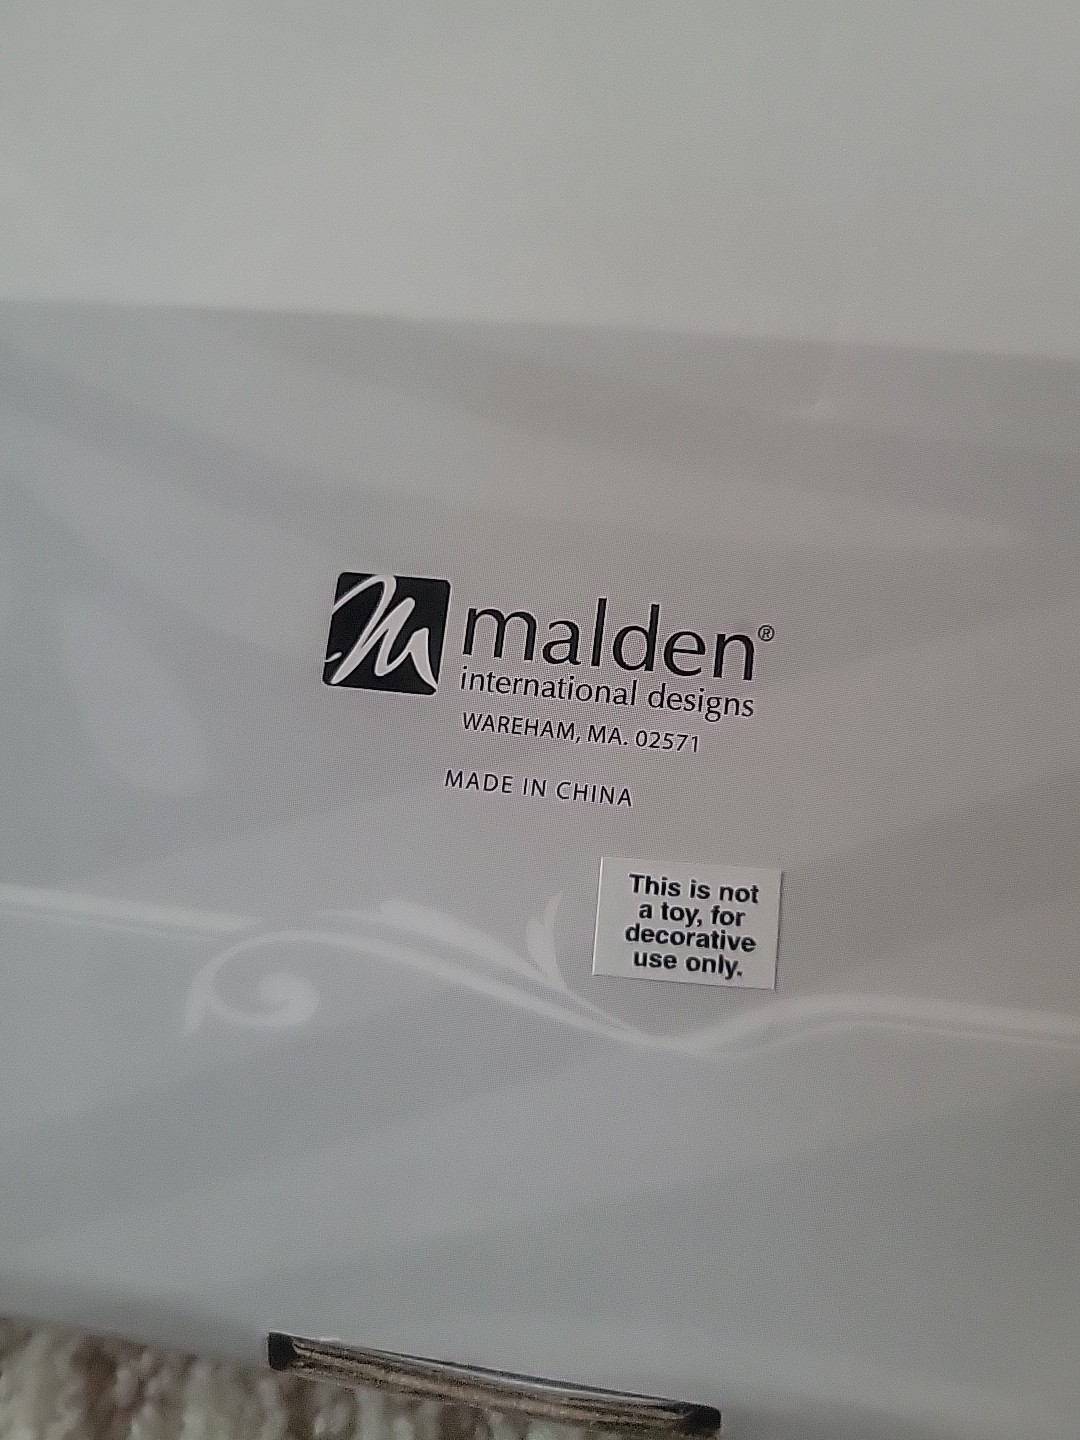 malden®
international designs
WAREHAM, MA. 02571
MADE IN CHINA
This is not
a toy, for
decorative
use only.